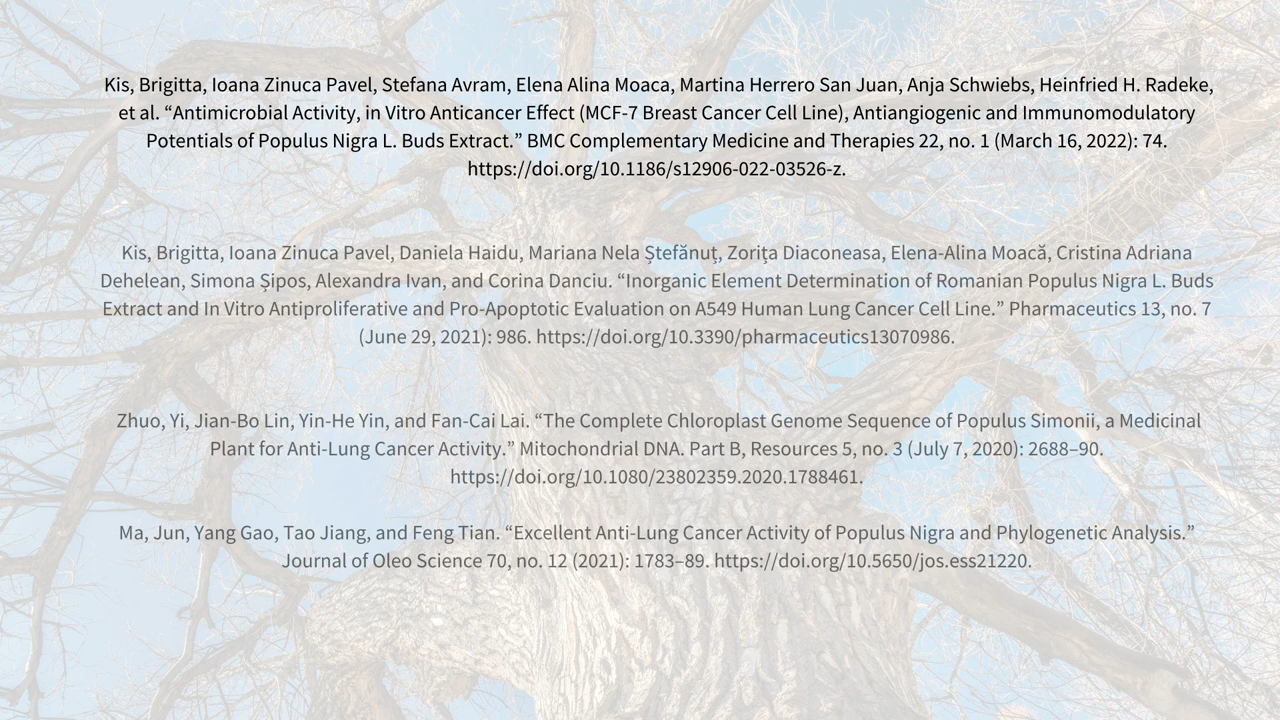 Kis, Brigitta, Ioana Zinuca Pavel, Stefana Avram, Elena Alina Moaca, Martina Herrero San Juan, Anja Schwiebs, Heinfried H. Radeke,
et al. “Antimicrobial Activity, in Vitro Anticancer Effect (MCF-7 Breast Cancer Cell Line), Antiangiogenic and Immunomodulatory
Potentials of Populus Nigra L. Buds Extract.” BMC Complementary Medicine and Therapies 22, no. 1 (March 16, 2022): 74.
https://doi.org/10.1186/s12906-022-03526-z.
Kis, Brigitta, Ioana Zinuca Pavel, Daniela Haidu, Mariana Nela Ștefănuț, Zorița Diaconeasa, Elena-Alina Moacă, Cristina Adriana
Dehelean, Simona Șipos, Alexandra Ivan, and Corina Danciu. “Inorganic Element Determination of Romanian Populus Nigra L. Buds
Extract and In Vitro Antiproliferative and Pro-Apoptotic Evaluation on A549 Human Lung Cancer Cell Line.” Pharmaceutics 13, no. 7
(June 29, 2021): 986. https://doi.org/10.3390/pharmaceutics13070986.
Zhuo, Yi, Jian-Bo Lin, Yin-He Yin, and Fan-Cai Lai. “The Complete Chloroplast Genome Sequence of Populus Simonii, a Medicinal
Plant for Anti-Lung Cancer Activity.” Mitochondrial DNA. Part B, Resources 5, no. 3 (July 7, 2020): 2688–90.
https://doi.org/10.1080/23802359.2020.1788461.
Ma, Jun, Yang Gao, Tao Jiang, and Feng Tian. “Excellent Anti-Lung Cancer Activity of Populus Nigra and Phylogenetic Analysis.”
Journal of Oleo Science 70, no. 12 (2021): 1783–89. https://doi.org/10.5650/jos.ess21220.